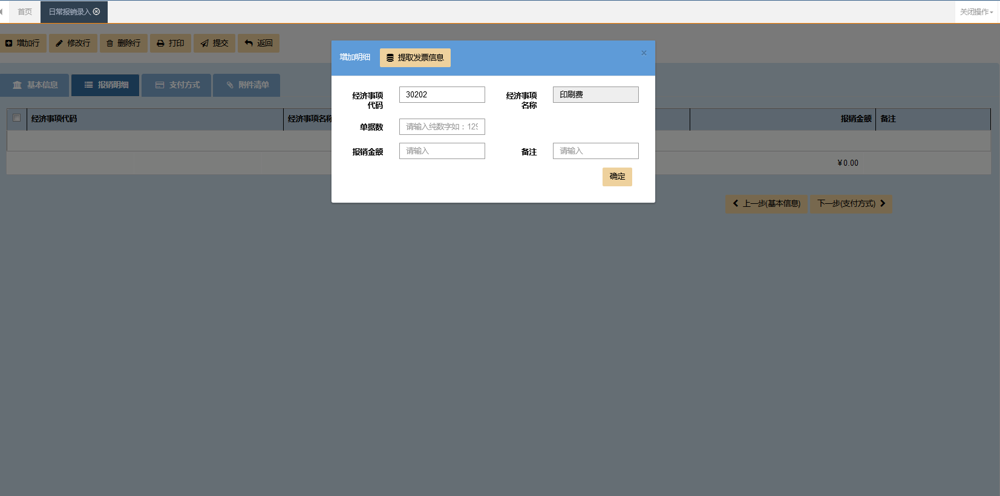 首页
日常报销录入
关闭操作
增加行
修改行
删除行
打印
提交
返回
增加明细
提取发票信息
×
基本信息
报销明细
支付方式
附件清单
经济事项
代码
30202
经济事项
名称
印刷费
经济事项代码
经济事项名称
报销金额
备注
单据数
请输入纯数字如：129
报销金额
请输入
备注
请输入
¥0.00
确定
上一步(基本信息)
下一步(支付方式)